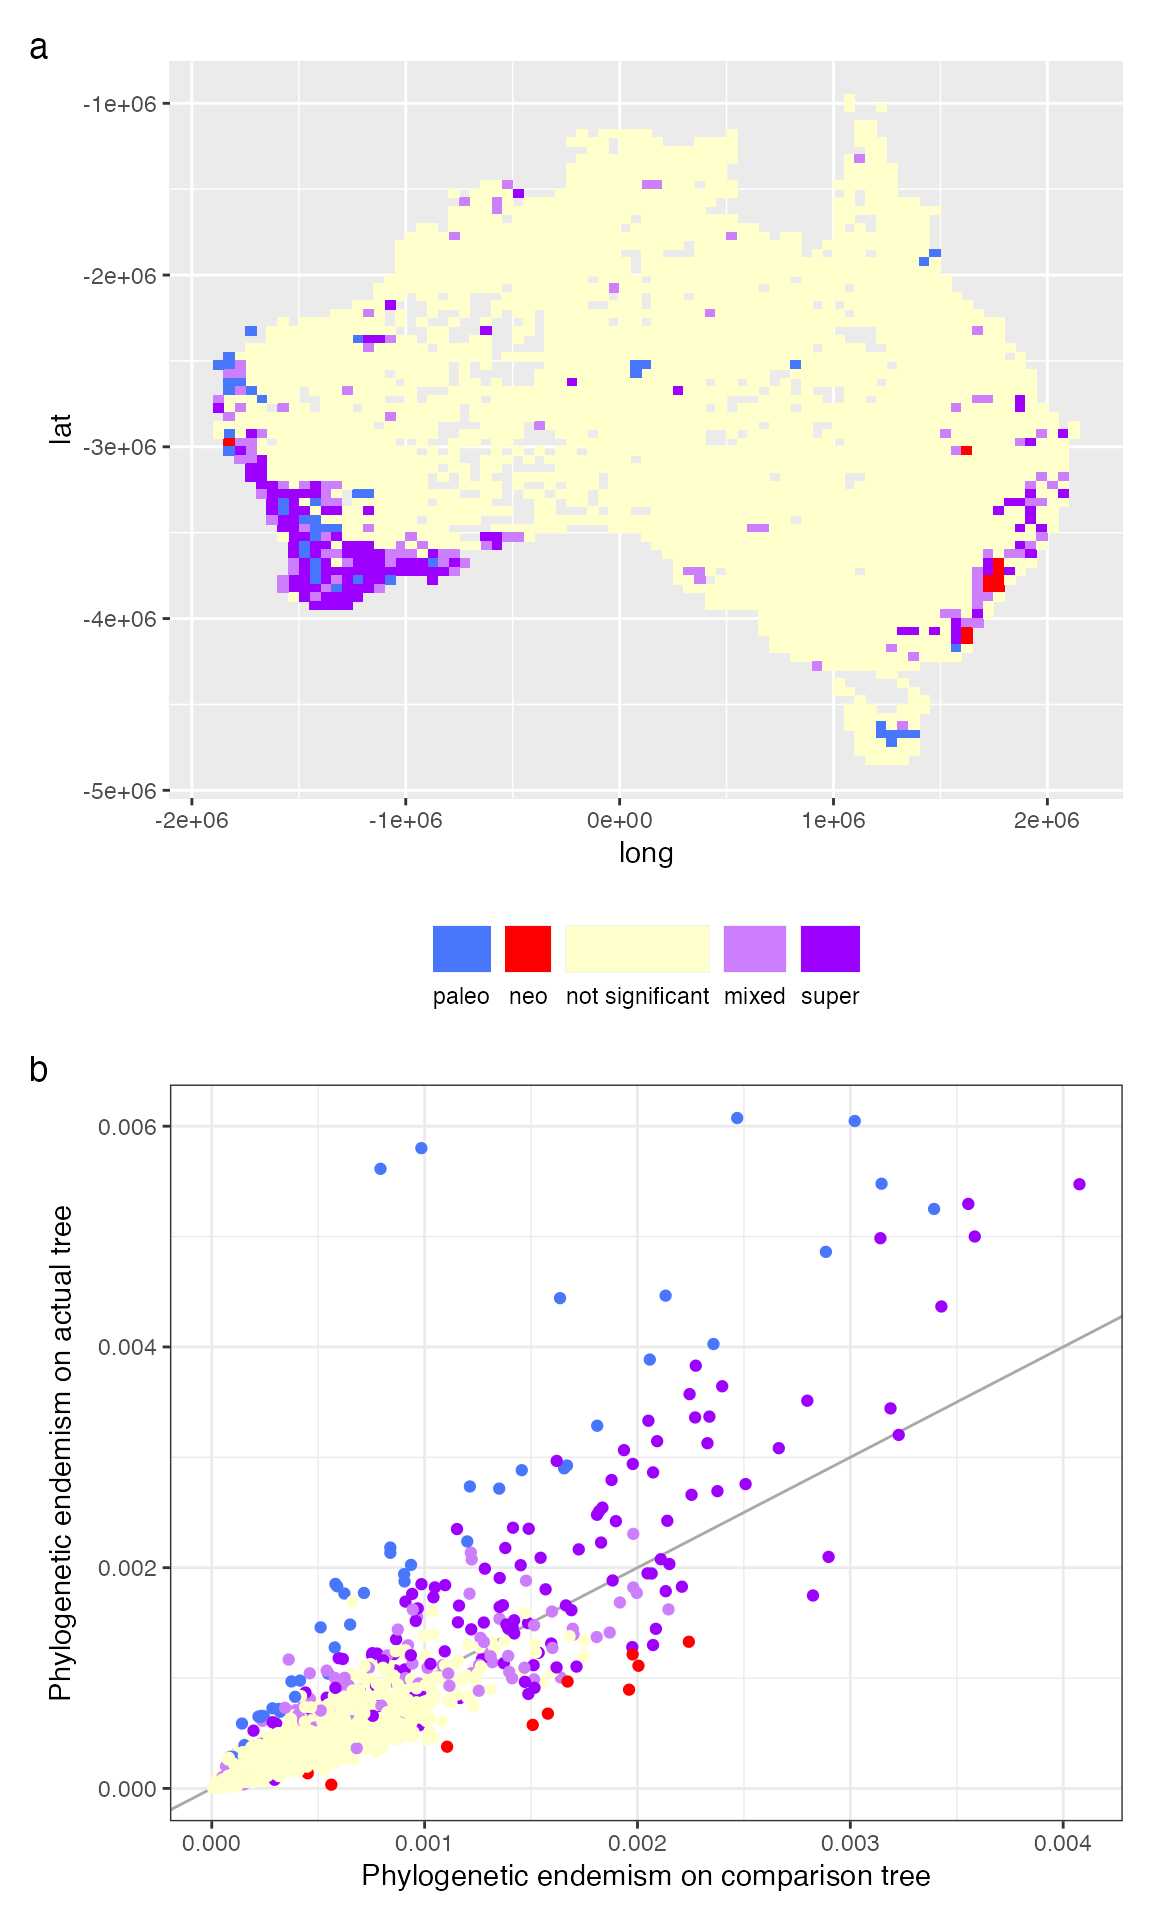 a
-1e+06
-2e+06
-3e+06
-4e+06
-5e+06
lat
-2e+06 -1e+06 0e+00 1e+06 2e+06
long
paleo neo not significant mixed super
b
0.006
0.004
0.002
0.000
Phylogenetic endemism on actual tree
0.000 0.001 0.002 0.003 0.004
Phylogenetic endemism on comparison tree